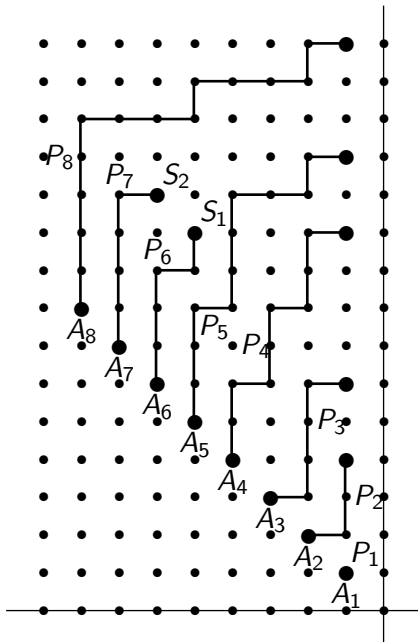 P₈
P₇
S₂
S₁
P₆
A₈
P₅
P₄
A₇
A₆
P₃
A₅
A₄
P₂
A₃
P₁
A₂
A₁